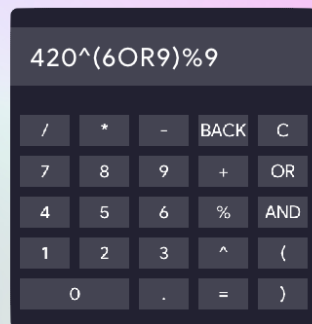 420^(6OR9)%9
/ * - BACK C
7 8 9 + OR
4 5 6 % AND
1 2 3 ^ (
0 . = )